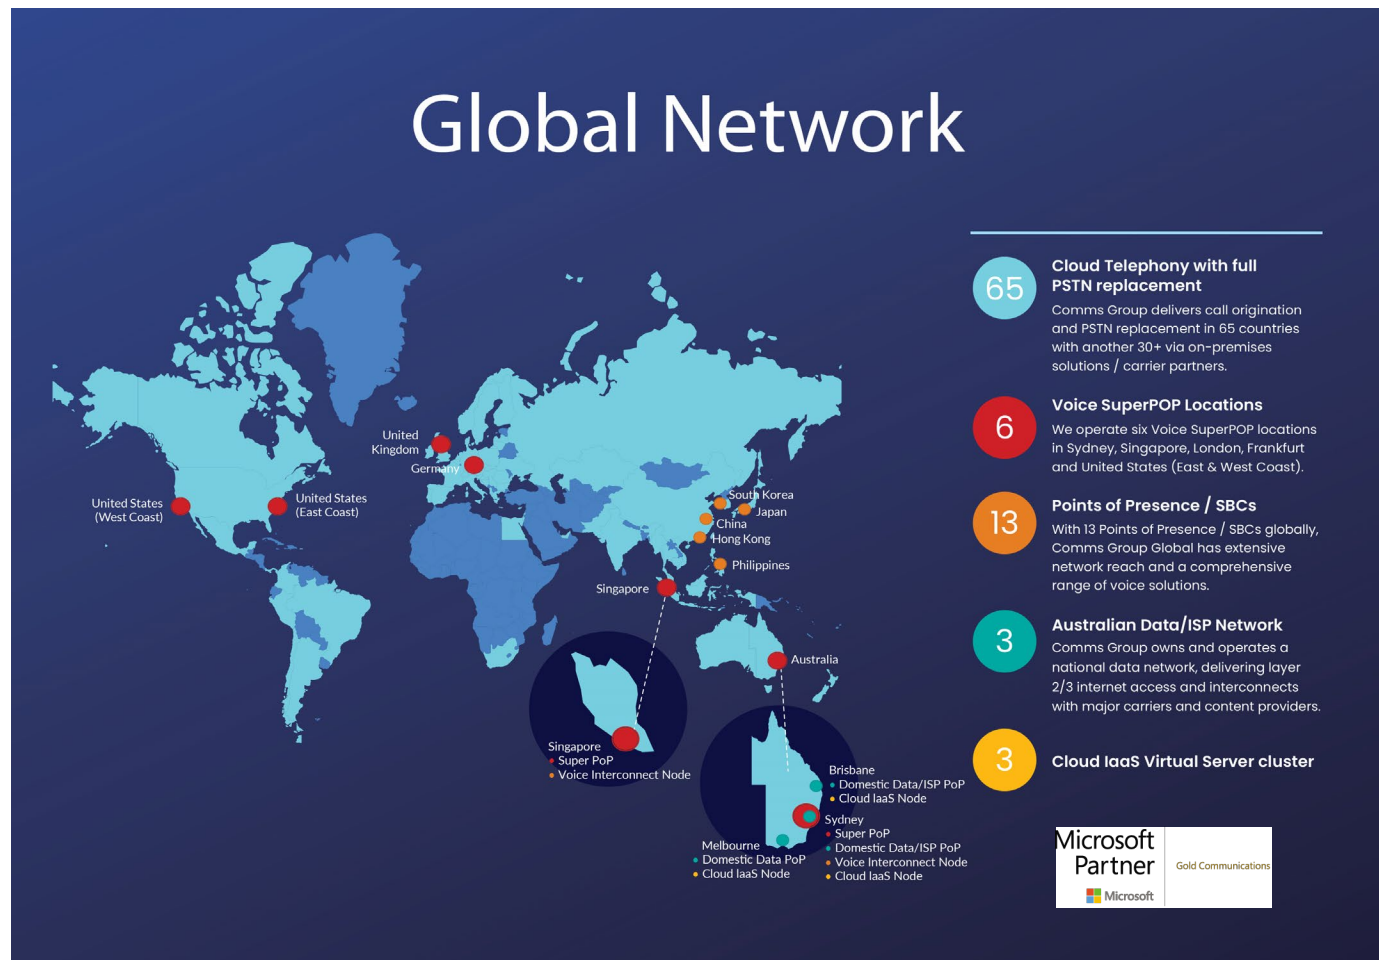 Global Network
65
Cloud Telephony with full
PSTN replacement
Comms Group delivers call origination
and PSTN replacement in 65 countries
with another 30+ via on-premises
solutions / carrier partners.
6
Voice SuperPOP Locations
We operate six Voice SuperPOP locations
in Sydney, Singapore, London, Frankfurt
and United States (East & West Coast).
13
Points of Presence / SBCs
With 13 Points of Presence / SBCs globally,
Comms Group Global has extensive
network reach and a comprehensive
range of voice solutions.
3
Australian Data/ISP Network
Comms Group owns and operates a
national data network, delivering layer
2/3 internet access and interconnects
with major carriers and content providers.
3
Cloud IaaS Virtual Server cluster
United
Kingdom
Germany
United States
(West Coast)
United States
(East Coast)
South Korea
Japan
China
Hong Kong
Philippines
Singapore
Australia
Singapore
Super PoP
Voice Interconnect Node
Brisbane
Domestic Data/ISP PoP
Cloud IaaS Node
Sydney
Super PoP
Domestic Data/ISP PoP
Voice Interconnect Node
Cloud IaaS Node
Melbourne
Domestic Data PoP
Cloud IaaS Node
Microsoft
Partner
Microsoft
Gold Communications